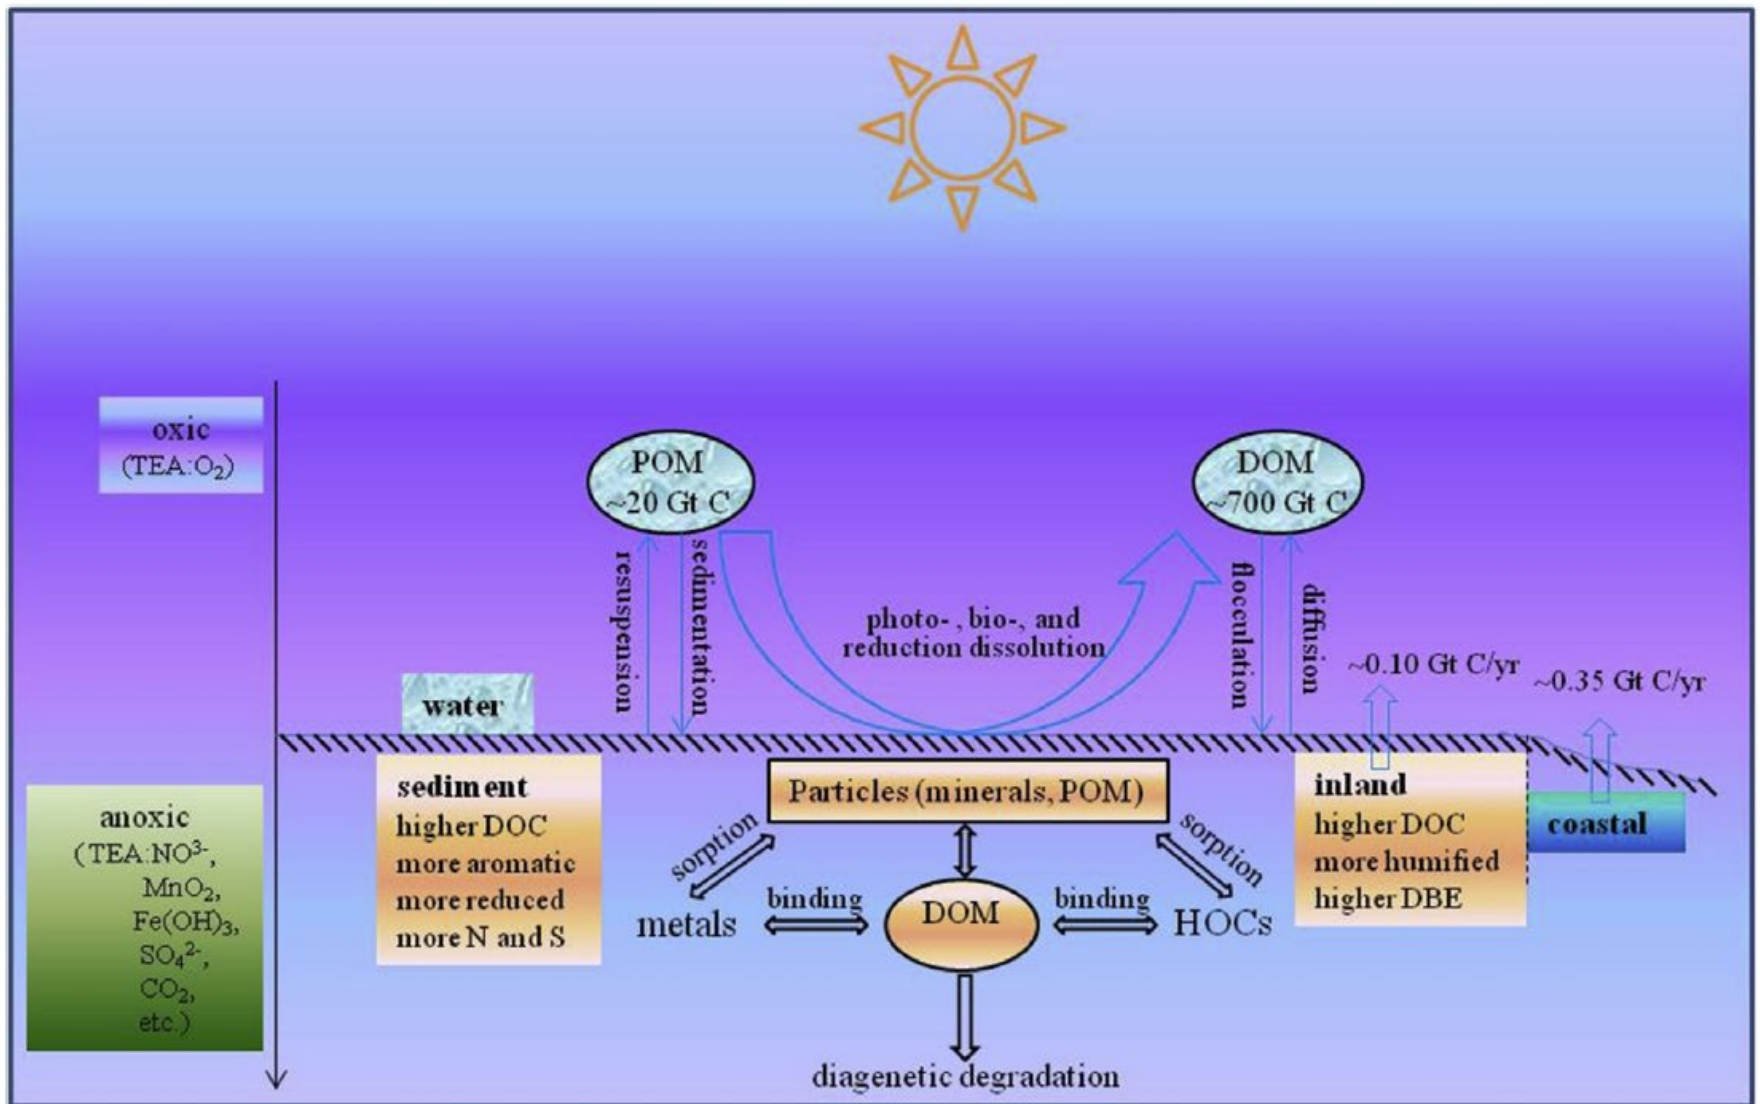 oxic
(TEA:O₂)
POM
~20 Gt C
DOM
~700 Gt C
resuspension
sedimentation
photo- , bio-, and
reduction dissolution
flocculation
diffusion
~0.10 Gt C/yr
~0.35 Gt C/yr
water
anoxic
(TEA:NO³⁻,
MnO₂,
Fe(OH)₃,
SO₄²⁻,
CO₂,
etc.)
sediment
higher DOC
more aromatic
more reduced
more N and S
Particles (minerals, POM)
sorption
sorption
metals
binding
DOM
binding
HOCs
diagenetic degradation
inland
higher DOC
more humified
higher DBE
coastal